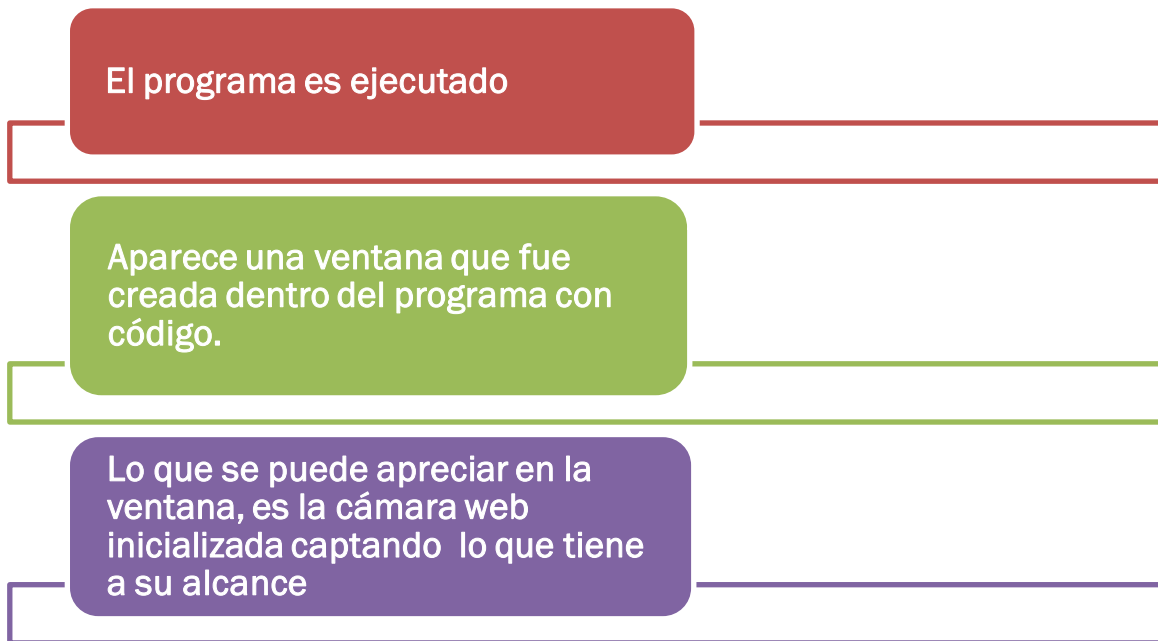 El programa es ejecutado
Aparece una ventana que fue
creada dentro del programa con
código.
Lo que se puede apreciar en la
ventana, es la cámara web
inicializada captando  lo que tiene
a su alcance